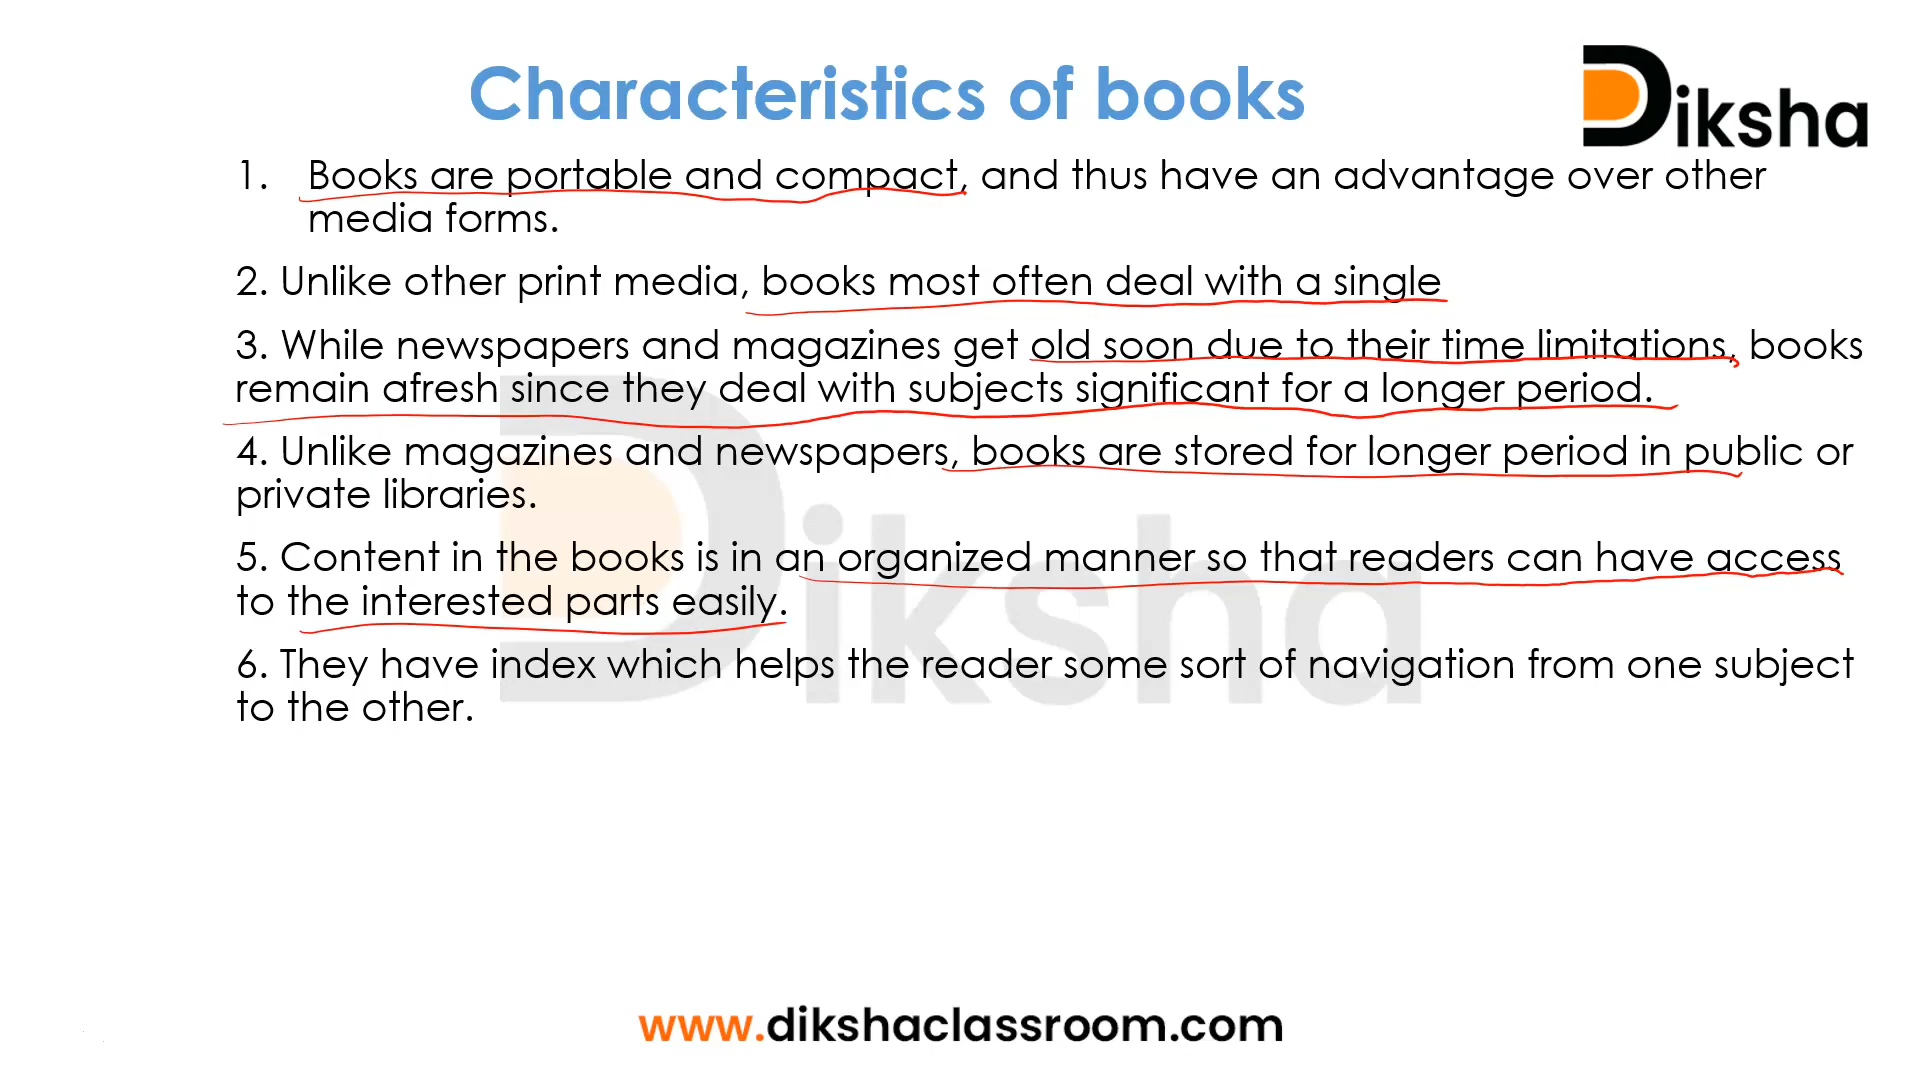 Characteristics of books
Diksha
1. Books are portable and compact, and thus have an advantage over other
media forms.
2. Unlike other print media, books most often deal with a single
3. While newspapers and magazines get old soon due to their time limitations, books
remain afresh since they deal with subjects significant for a longer period.
4. Unlike magazines and newspapers, books are stored for longer period in public or
private libraries.
5. Content in the books is in an organized manner so that readers can have access
to the interested parts easily.
6. They have index which helps the reader some sort of navigation from one subject
to the other.
Diksha
www.dikshaclassroom.com